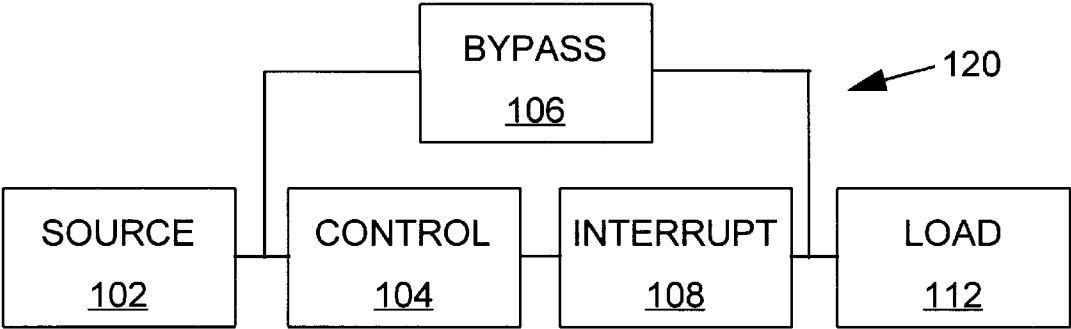 BYPASS
106
120
SOURCE
102
CONTROL
104
INTERRUPT
108
LOAD
112